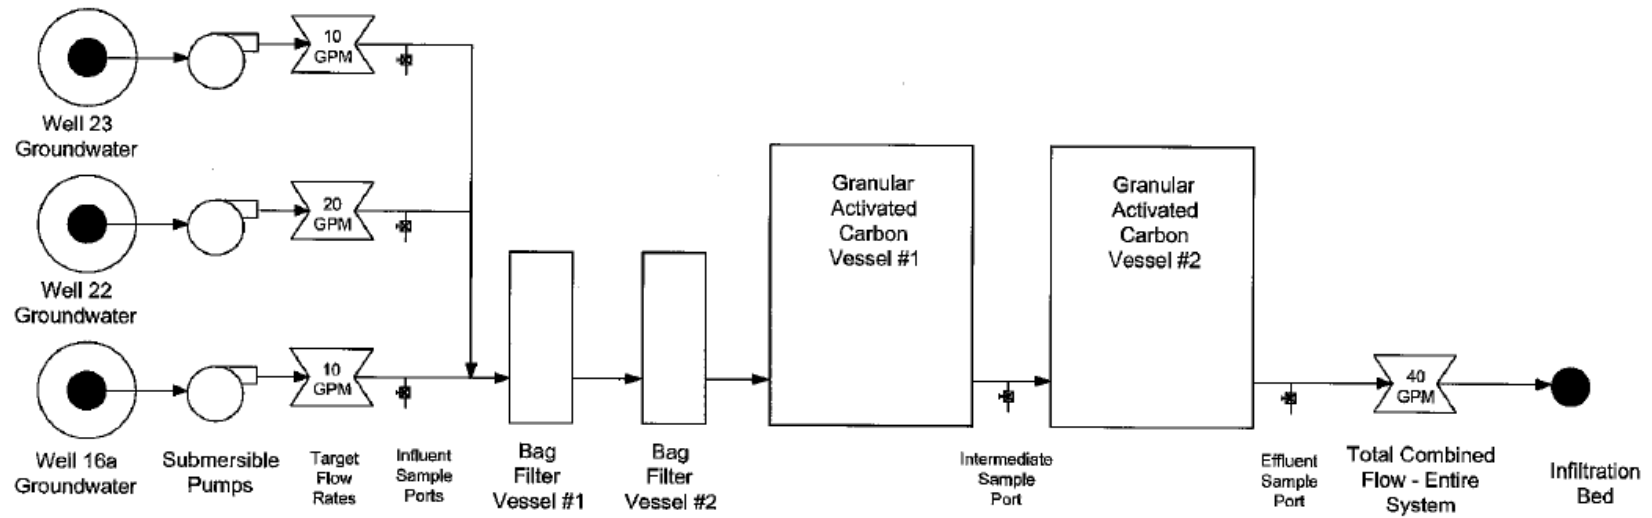 10
GPM
Well 23
Groundwater
20
GPM
Well 22
Groundwater
10
GPM
Well 16a
Groundwater
Submersible
Pumps
Target
Flow
Rates
Influent
Sample
Ports
Bag
Filter
Vessel #1
Bag
Filter
Vessel #2
Granular
Activated
Carbon
Vessel #1
Intermediate
Sample
Port
Granular
Activated
Carbon
Vessel #2
Effluent
Sample
Port
40
GPM
Total Combined
Flow - Entire
System
Infiltration
Bed